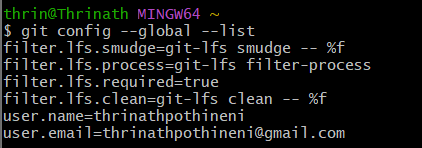 thrin@Thrinath MINGW64 ~
$ git config --global --list
filter.lfs.smudge=git-lfs smudge -- %f
filter.lfs.process=git-lfs filter-process
filter.lfs.required=true
filter.lfs.clean=git-lfs clean -- %f
user.name=thrinathpothineni
user.email=thrinathpothineni@gmail.com